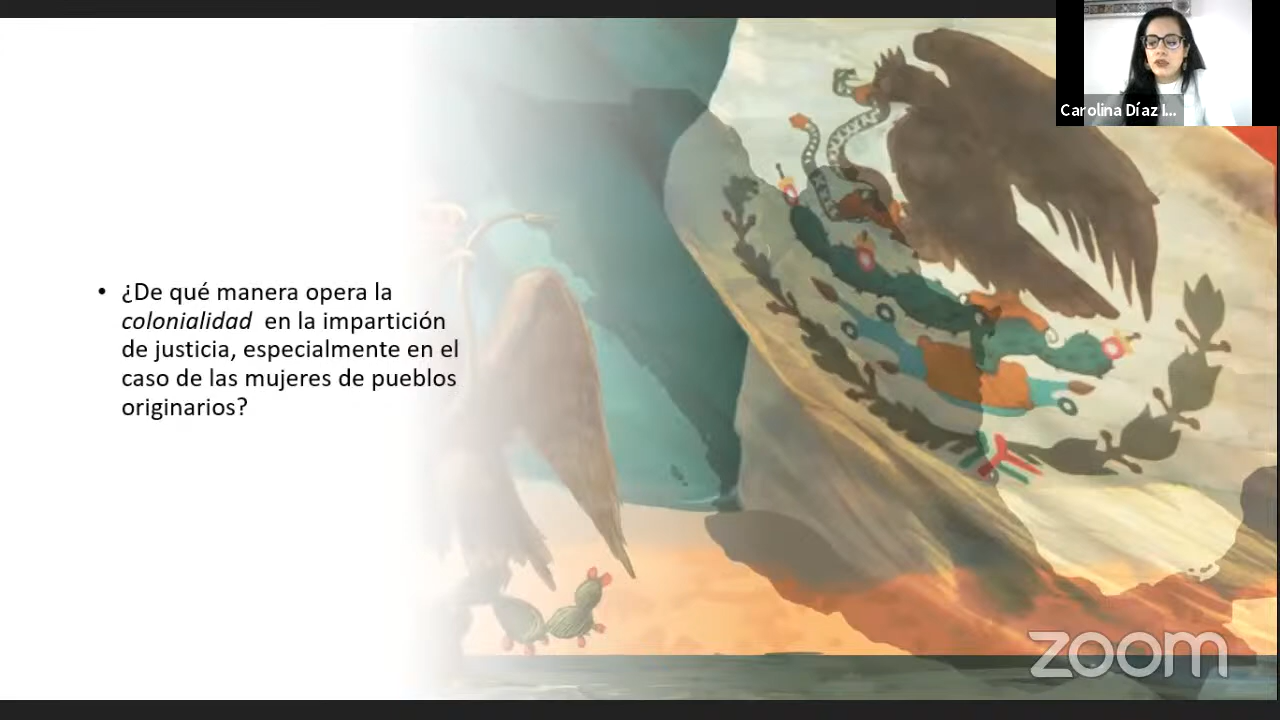 Carolina Díaz I...
• ¿De qué manera opera la
colonialidad en la impartición
de justicia, especialmente en el
caso de las mujeres de pueblos
originarios?
zoom